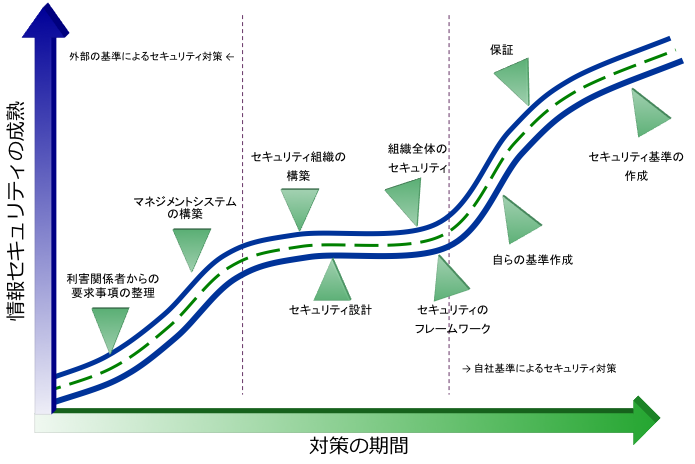 情報セキュリティの成熟
外部の基準によるセキュリティ対策 ←
保証
セキュリティ組織の
構築
組織全体の
セキュリティ
セキュリティ基準の
作成
マネジメントシステム
の構築
利害関係者からの
要求事項の整理
自らの基準作成
セキュリティ設計
セキュリティの
フレームワーク
→ 自社基準によるセキュリティ対策
対策の期間